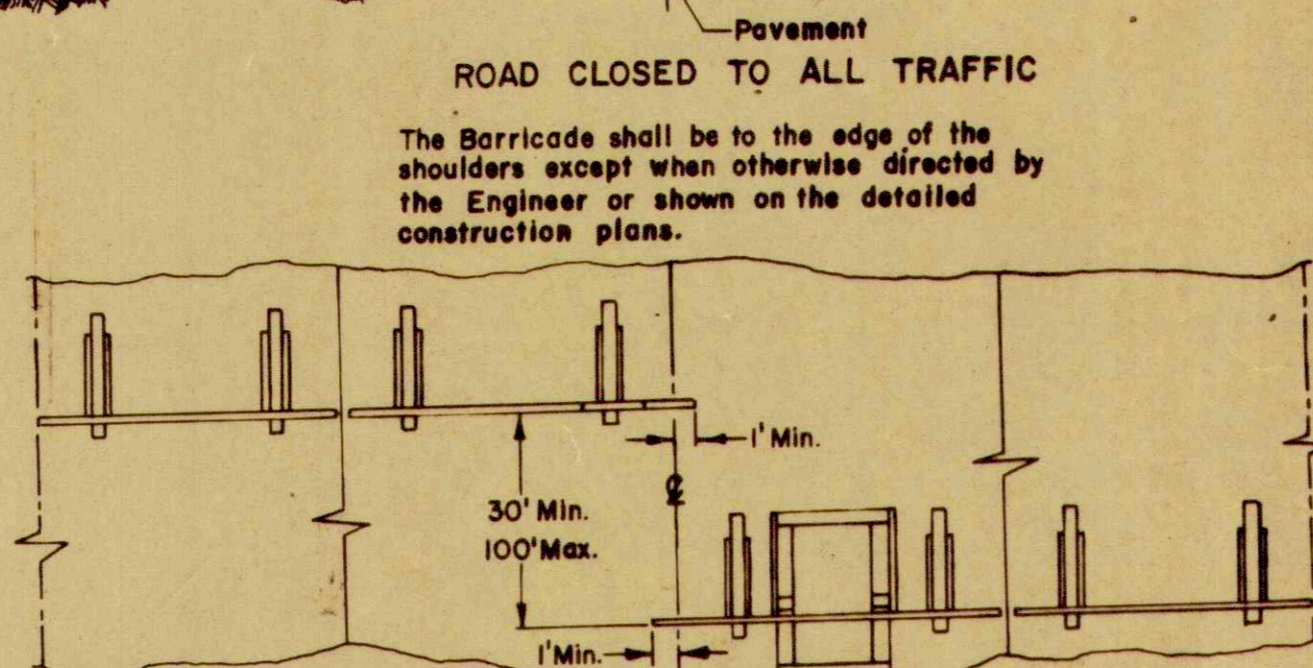 Pavement
ROAD CLOSED TO ALL TRAFFIC
The Barricade shall be to the edge of the
shoulders except when otherwise directed by
the Engineer or shown on the detailed
construction plans.
1' Min.
℄
30' Min.
100' Max.
1' Min.